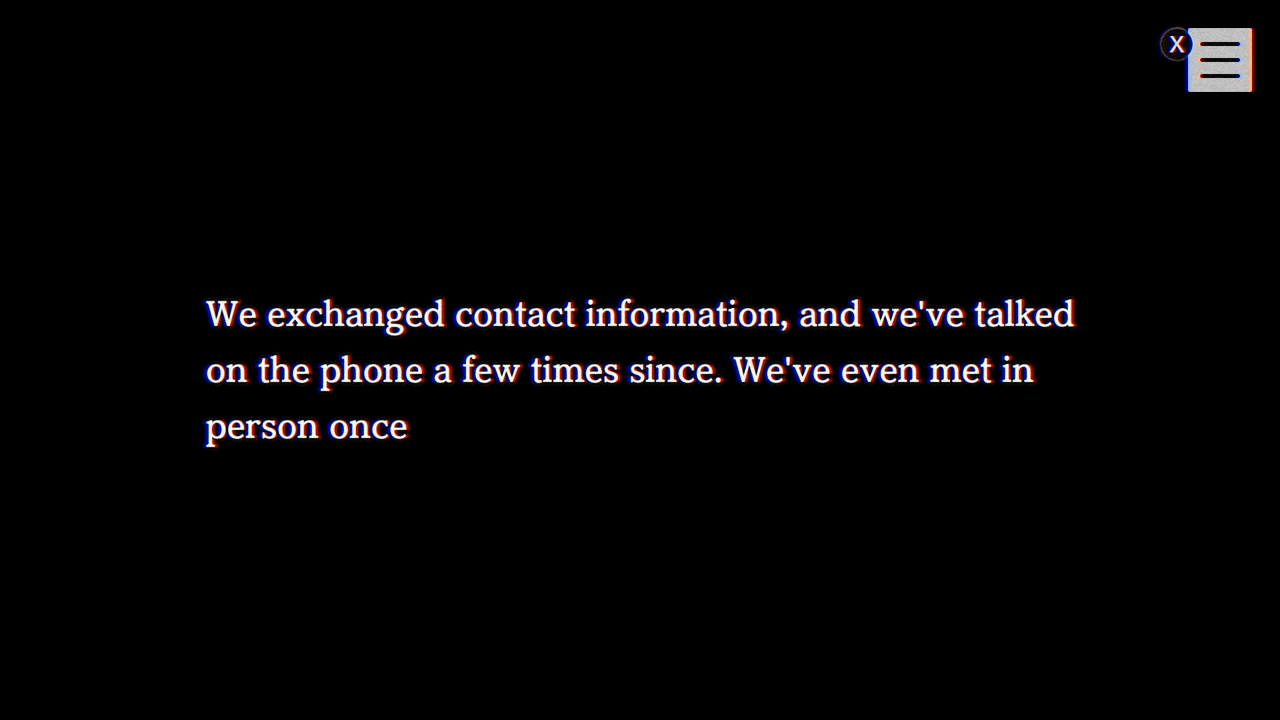 X
We exchanged contact information, and we've talked
on the phone a few times since. We've even met in
person once